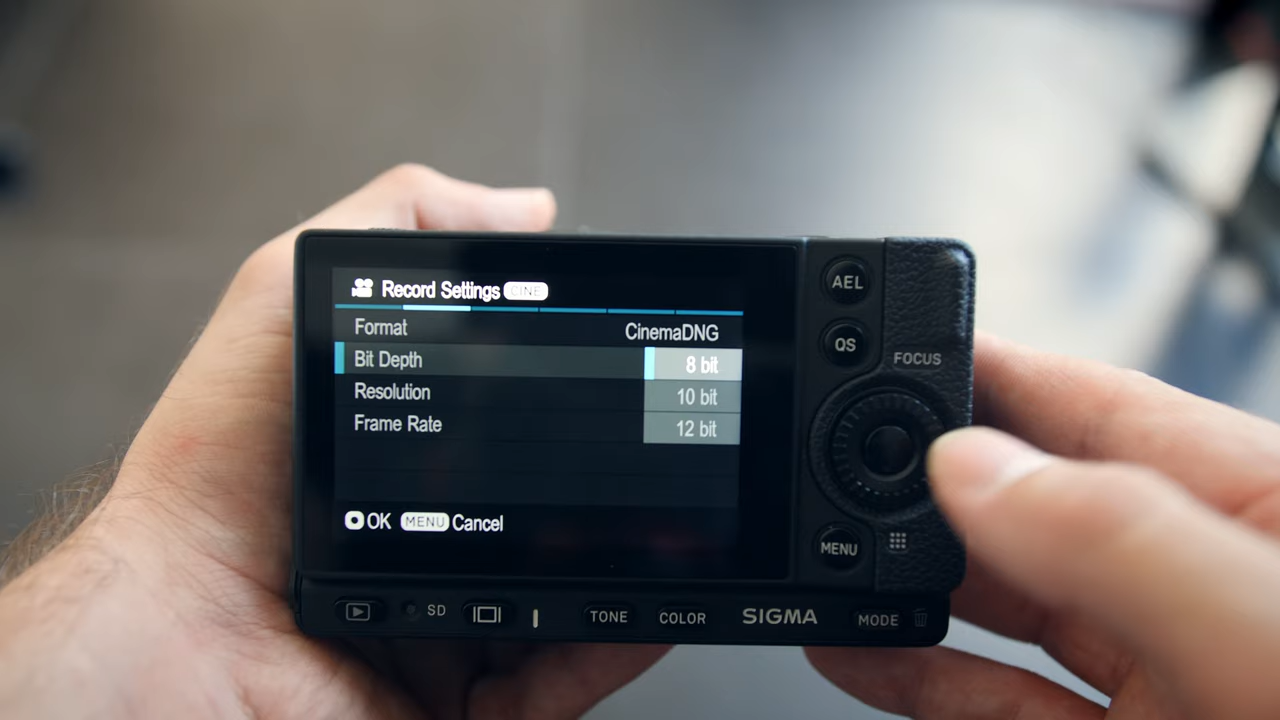 Record Settings CINE
Format CinemaDNG
Bit Depth 8 bit
Resolution 10 bit
Frame Rate 12 bit
OK MENU Cancel
AEL
QS
FOCUS
MENU
SD TONE COLOR SIGMA MODE